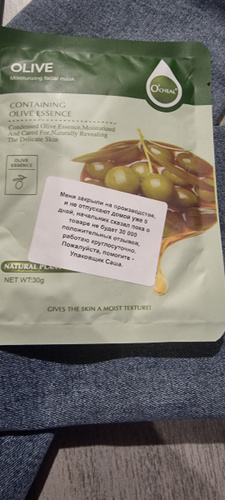 OLIVE
Moisturizing facial mask
O'CHEAL
CONTAINING
OLIVE ESSENCE
Condensed Olive Essence, Moisturized
And Cared For, Naturally Revealing
The Delicate Skin
OLIVE
ESSENCE
Меня закрыли на производстве,
и не отпускают домой уже 5
дней, начальник сказал пока о
товаре не будет 30 000
положительных отзывов,
работаю круглосуточно.
Пожалуйста, помогите -
Упаковщик Саша.
NATURAL
NET WT:30g
GIVES THE SKIN A MOIST TEXTURE!